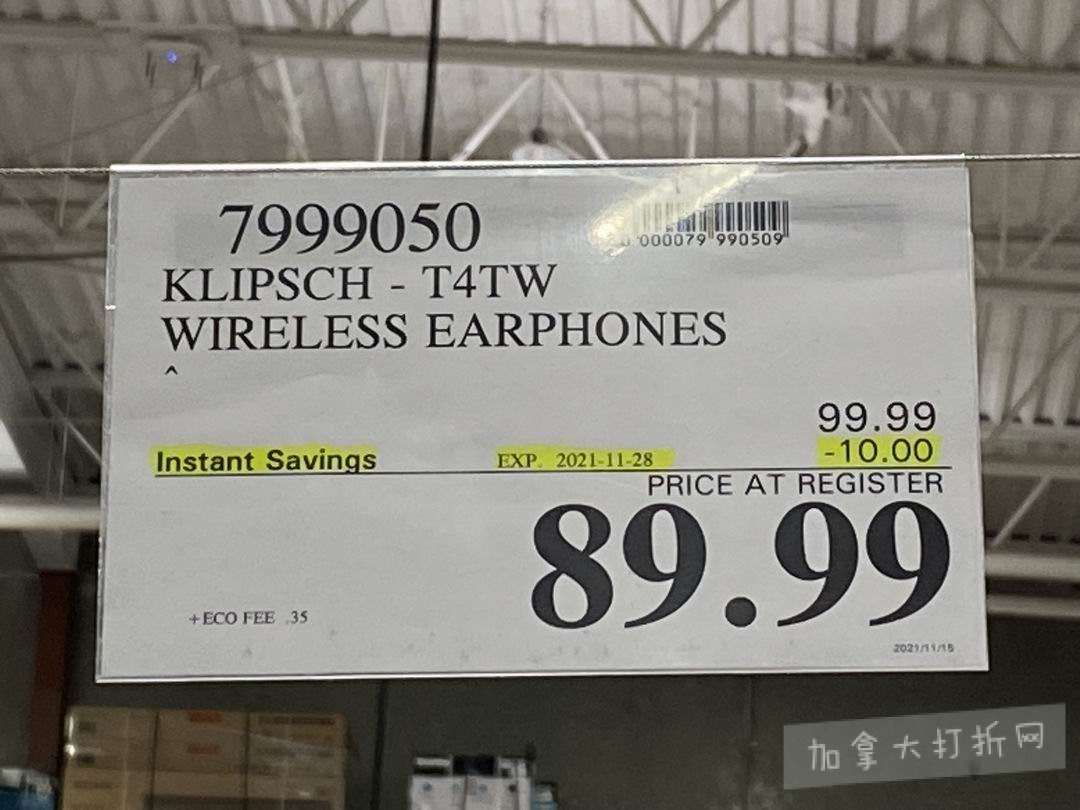 7999050
000079 990509
KLIPSCH - T4TW
WIRELESS EARPHONES
^
99.99
Instant Savings EXP. 2021-11-28 -10.00
PRICE AT REGISTER
89.99
+ECO FEE .35
2021/11/15
加拿大打折网